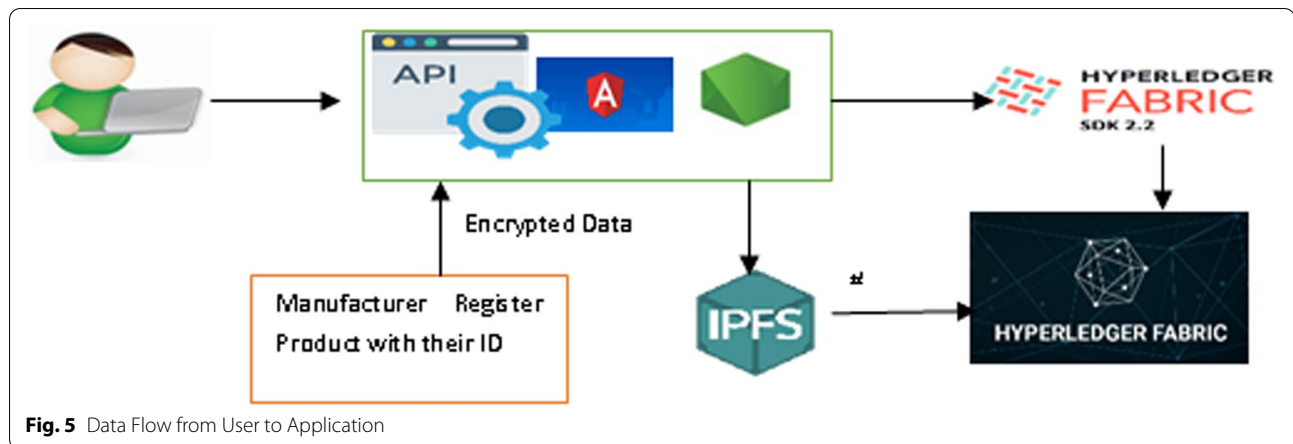 API
A
HYPERLEDGER
FABRIC
SDK 2.2
Encrypted Data
Manufacturer Register
Product with their ID
IPFS
#
HYPERLEDGER FABRIC
Fig. 5 Data Flow from User to Application